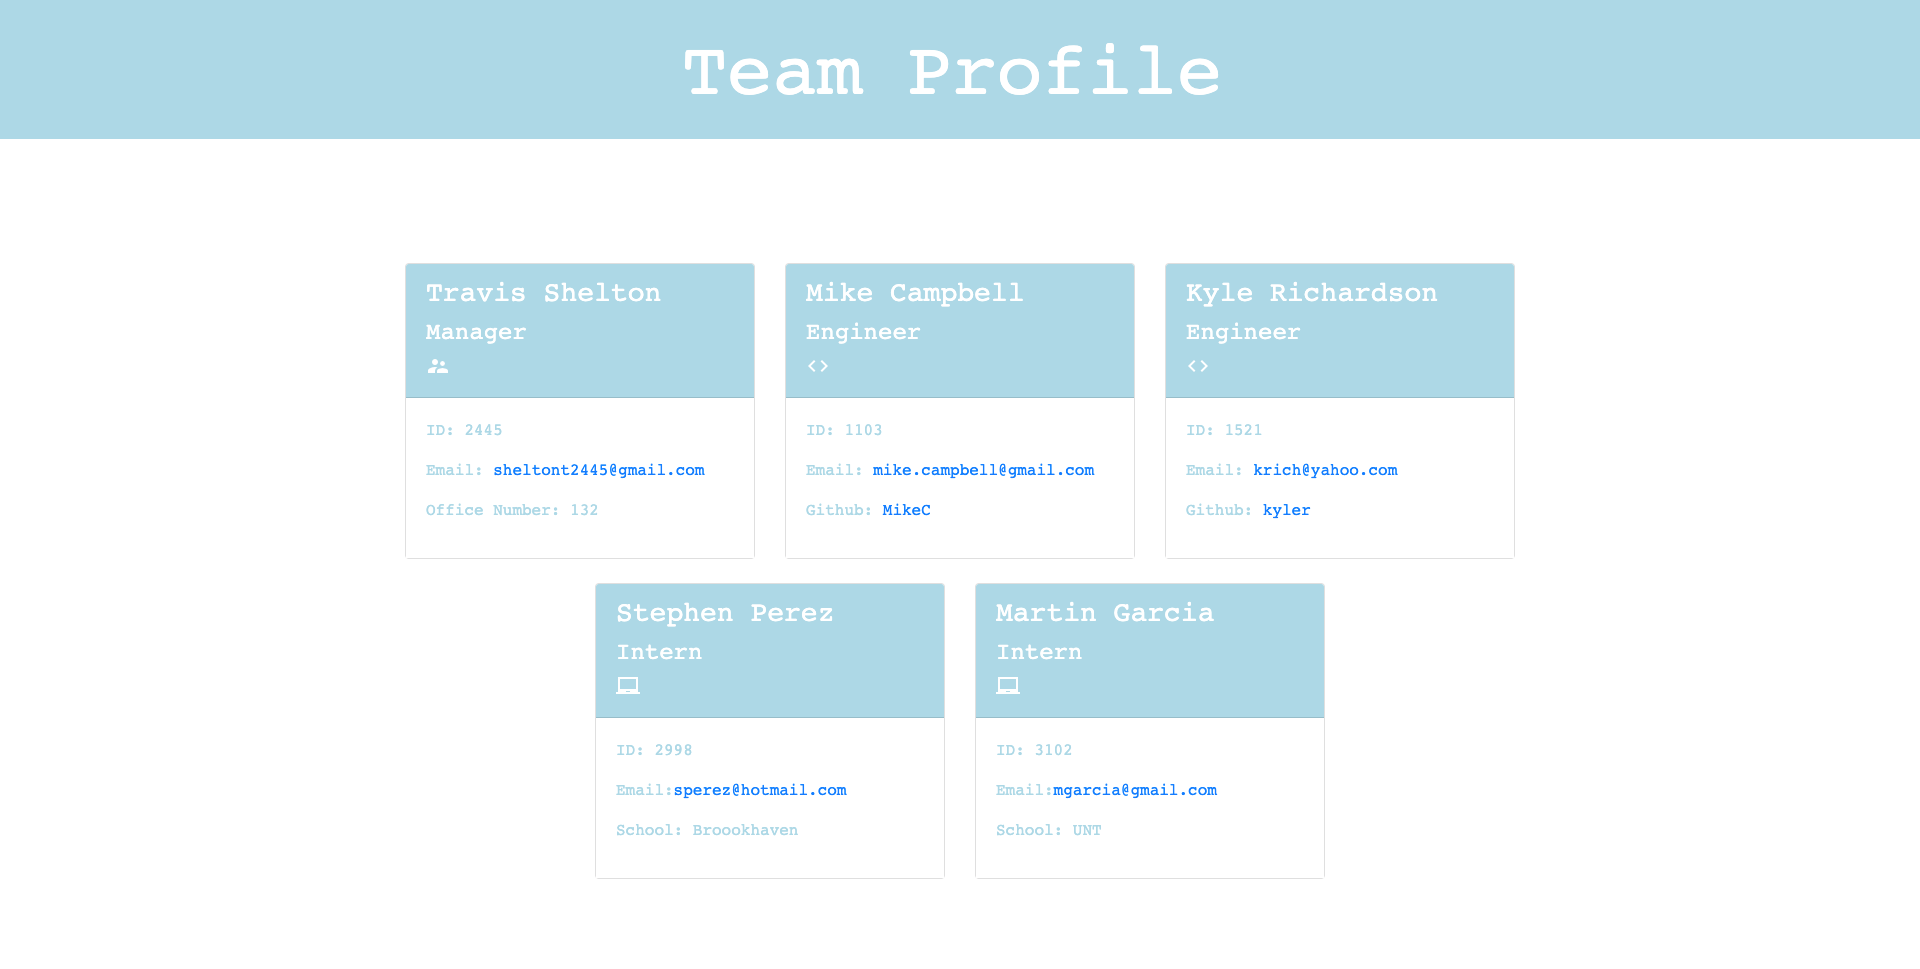 Team Profile
Travis Shelton
Manager
ID: 2445
Email: sheltont2445@gmail.com
Office Number: 132
Mike Campbell
Engineer
ID: 1103
Email: mike.campbell@gmail.com
Github: MikeC
Kyle Richardson
Engineer
ID: 1521
Email: krich@yahoo.com
Github: kyler
Stephen Perez
Intern
ID: 2998
Email:sperez@hotmail.com
School: Broookhaven
Martin Garcia
Intern
ID: 3102
Email:mgarcia@gmail.com
School: UNT